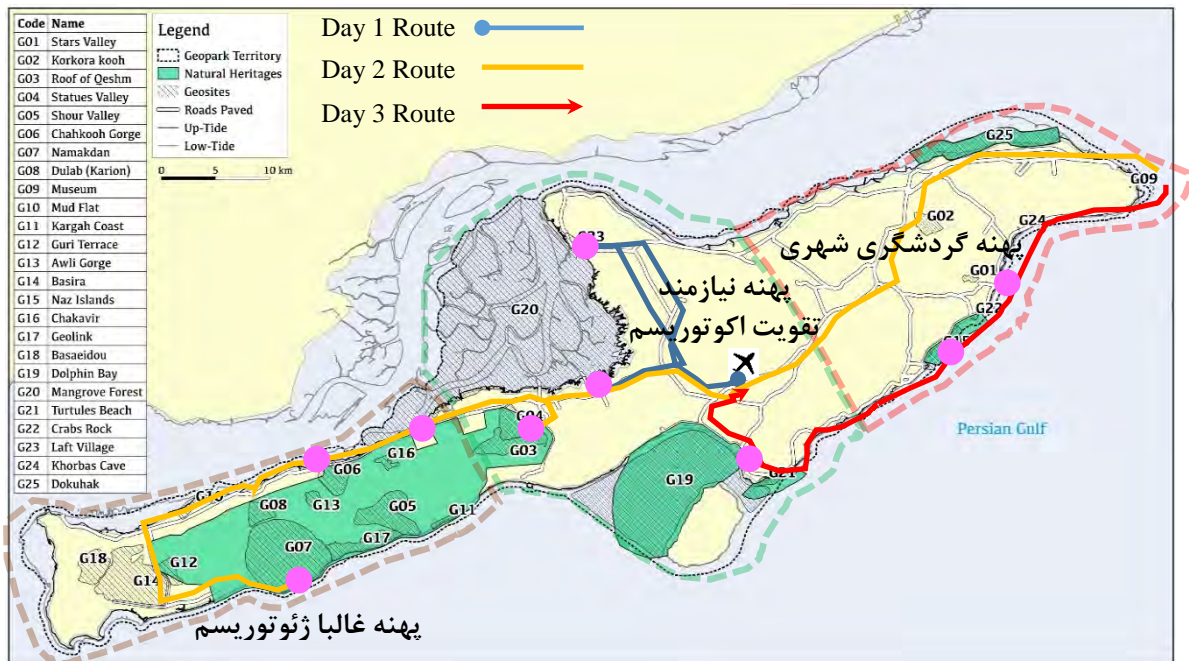 Code Name
G01 Stars Valley
G02 Korkora kooh
G03 Roof of Qeshm
G04 Statues Valley
G05 Shour Valley
G06 Chahkooh Gorge
G07 Namakdan
G08 Dulab (Karion)
G09 Museum
G10 Mud Flat
G11 Kargah Coast
G12 Guri Terrace
G13 Awli Gorge
G14 Basira
G15 Naz Islands
G16 Chakavir
G17 Geolink
G18 Basaeidou
G19 Dolphin Bay
G20 Mangrove Forest
G21 Turtules Beach
G22 Crabs Rock
G23 Laft Village
G24 Khorbas Cave
G25 Dokuhak
Legend
Geopark Territory
Natural Heritages
Geosites
Roads Paved
Up-Tide
Low-Tide
0 5 10 km
Day 1 Route
Day 2 Route
Day 3 Route
G25
G09
G02
G24
پهنه گردشگری شهری
G01
G22
G15
G23
G20
پهنه نیازمند
تقویت اکوتوریسم
Persian Gulf
G04
G03
G16
G06
G19
G21
G10
G08
G13
G05
G11
G17
G07
G12
G18
G14
پهنه غالبا ژئوتوریسم